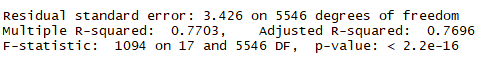 Residual standard error: 3.426 on 5546 degrees of freedom
Multiple R-squared:  0.7703,    Adjusted R-squared:  0.7696
F-statistic:  1094 on 17 and 5546 DF,  p-value: < 2.2e-16